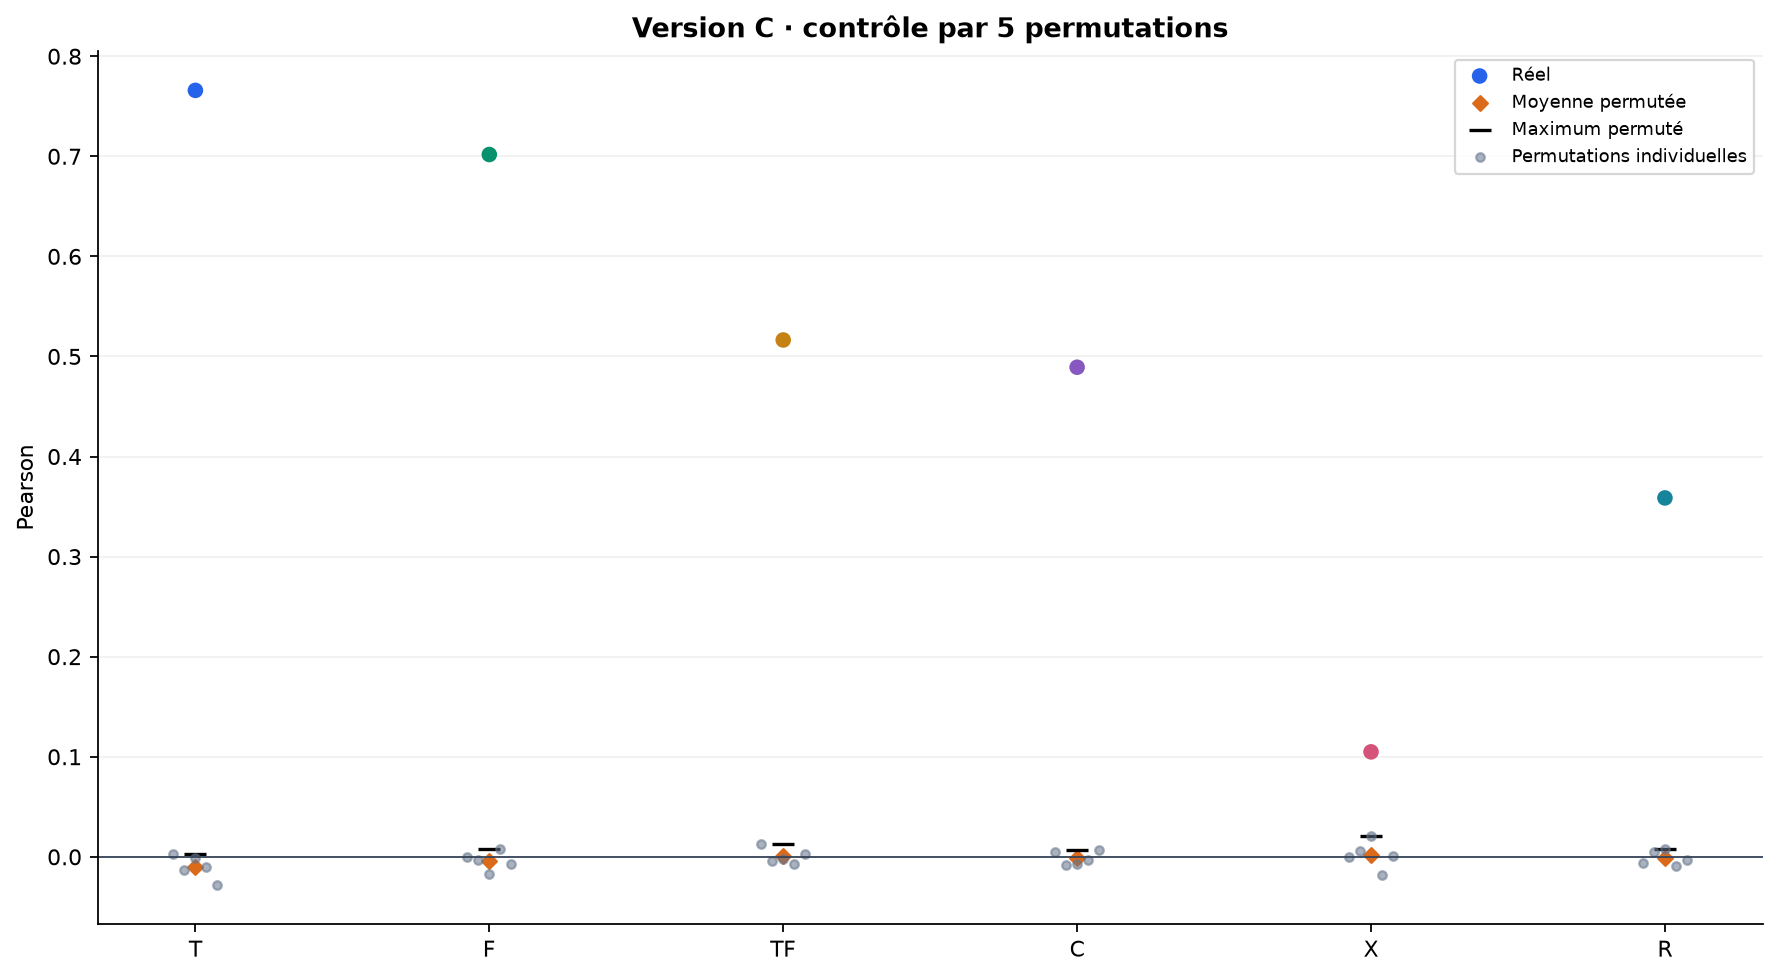 Version C · contrôle par 5 permutations
Réel
Moyenne permutée
Maximum permuté
Permutations individuelles
Pearson
0.8
0.7
0.6
0.5
0.4
0.3
0.2
0.1
0.0
T F TF C X R